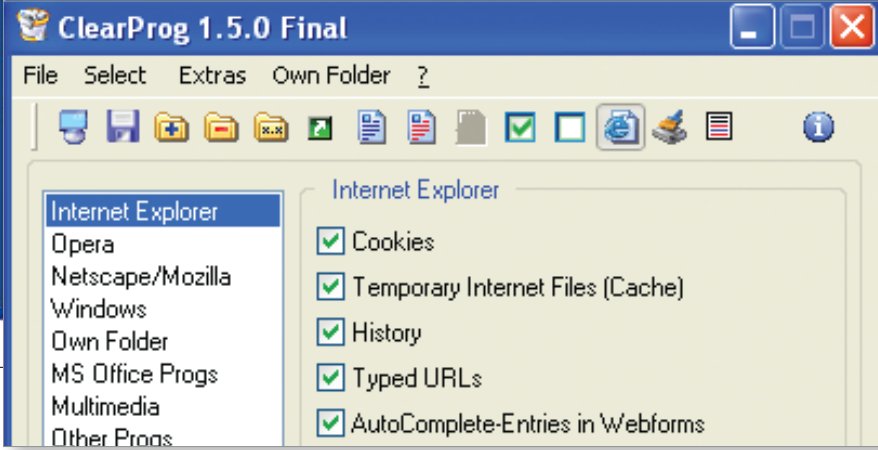 ClearProg 1.5.0 Final
File Select Extras Own Folder ?
Internet Explorer
Opera
Netscape/Mozilla
Windows
Own Folder
MS Office Progs
Multimedia
Other Progs
Internet Explorer
Cookies
Temporary Internet Files (Cache)
History
Typed URLs
AutoComplete-Entries in Webforms